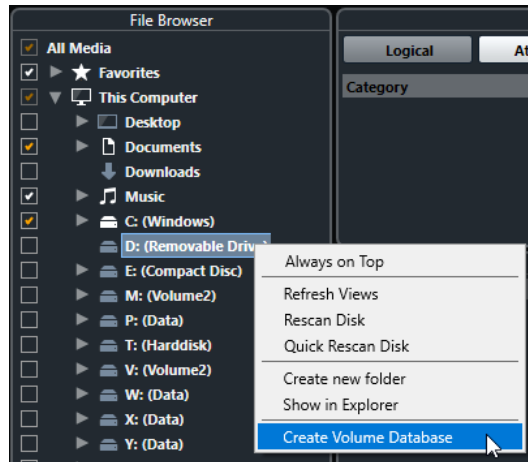 File Browser
All Media
Favorites
This Computer
Desktop
Documents
Downloads
Music
C: (Windows)
D: (Removable Drive)
E: (Compact Disc)
M: (Volume2)
P: (Data)
T: (Harddisk)
V: (Volume2)
W: (Data)
X: (Data)
Y: (Data)
Logical
At
Category
Always on Top
Refresh Views
Rescan Disk
Quick Rescan Disk
Create new folder
Show in Explorer
Create Volume Database